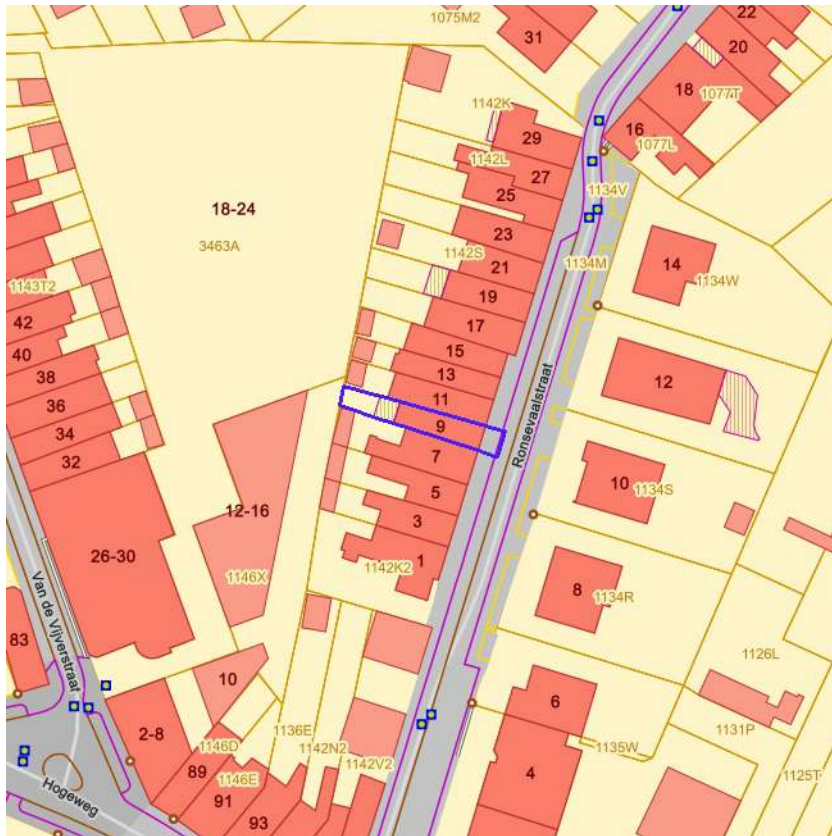 1075M2
31
22
20
18
1077T
16
1077L
1142K
29
1142L
27
25
1134V
18-24
3463A
23
1142S
21
1134M
14
1134W
1143T2
19
17
42
15
40
13
12
38
11
36
9
34
7
32
Ronsevaalstraat
5
10
1134S
3
12-16
26-30
1
1142K2
1146X
8
1134R
Van de Vijverstraat
83
1126L
10
6
2-8
1136E
1131P
1146D
1142N2
1135W
1142V2
89
1146E
4
1125T
Hogeweg
91
93